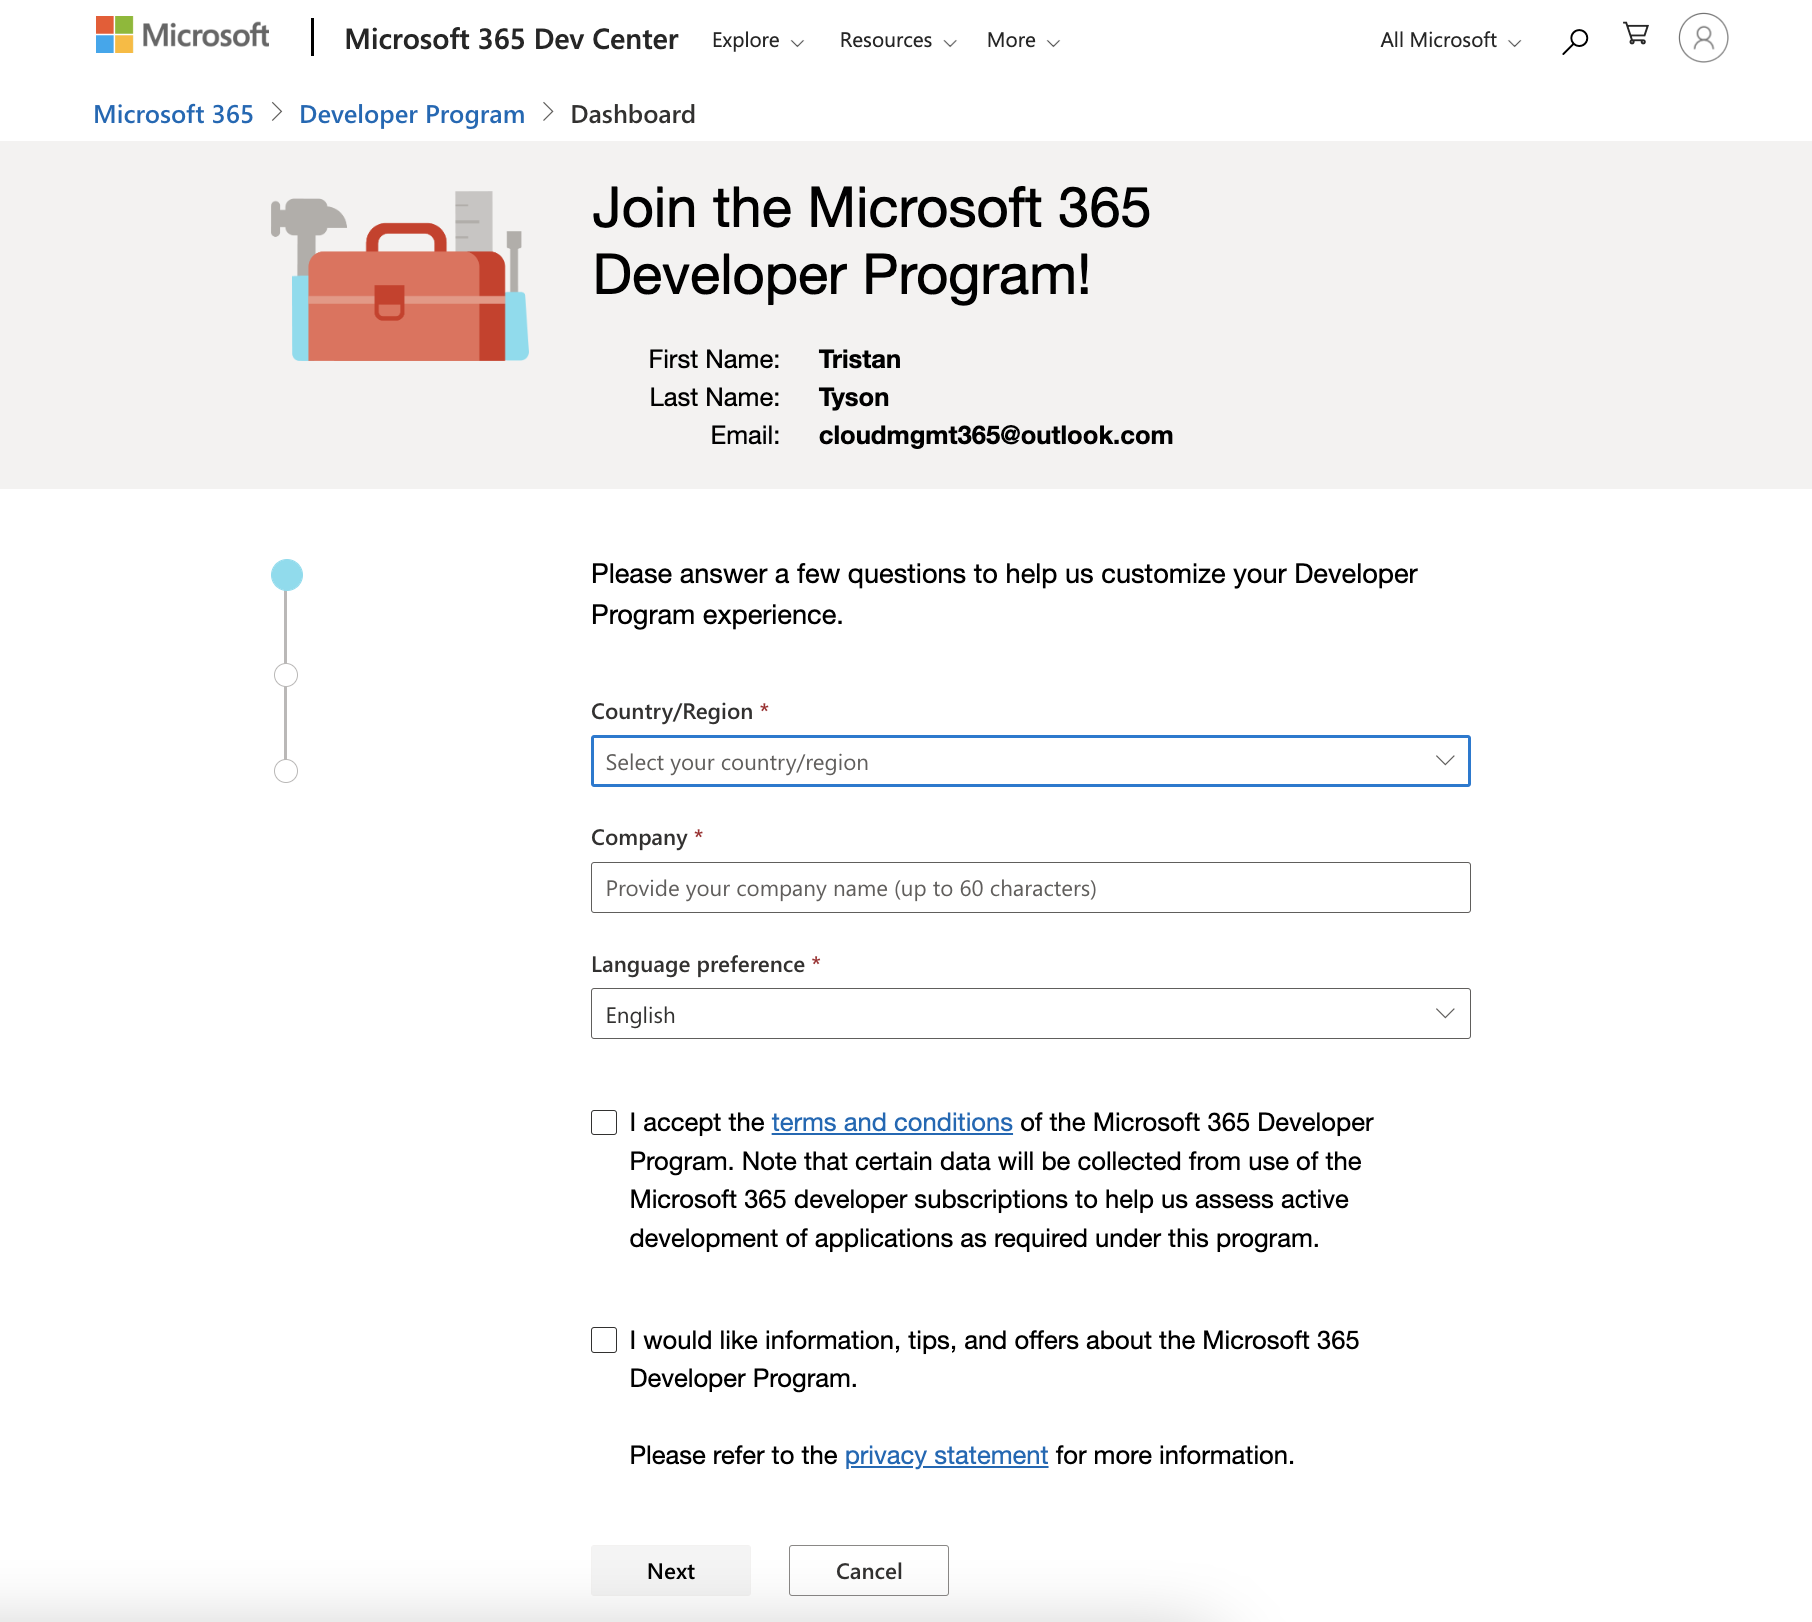 Microsoft
Microsoft 365 Dev Center
Explore
Resources
More
All Microsoft
Microsoft 365 > Developer Program > Dashboard
Join the Microsoft 365
Developer Program!
First Name: Tristan
Last Name: Tyson
Email: cloudmgmt365@outlook.com
Please answer a few questions to help us customize your Developer
Program experience.
Country/Region *
Select your country/region
Company *
Provide your company name (up to 60 characters)
Language preference *
English
I accept the terms and conditions of the Microsoft 365 Developer
Program. Note that certain data will be collected from use of the
Microsoft 365 developer subscriptions to help us assess active
development of applications as required under this program.
I would like information, tips, and offers about the Microsoft 365
Developer Program.
Please refer to the privacy statement for more information.
Next
Cancel